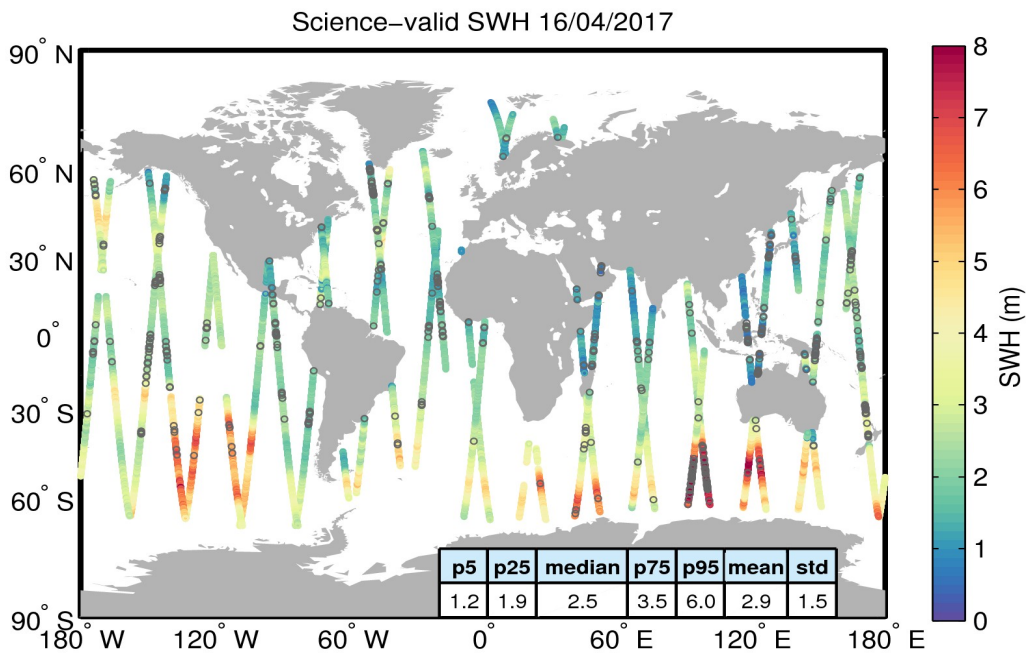 Science-valid SWH 16/04/2017
90° N
60° N
30° N
0°
30° S
60° S
90° S
180° W
120° W
60° W
0°
60° E
120° E
180° E
p5 p25 median p75 p95 mean std
1.2 1.9 2.5 3.5 6.0 2.9 1.5
8
7
6
5
4
3
2
1
0
SWH (m)